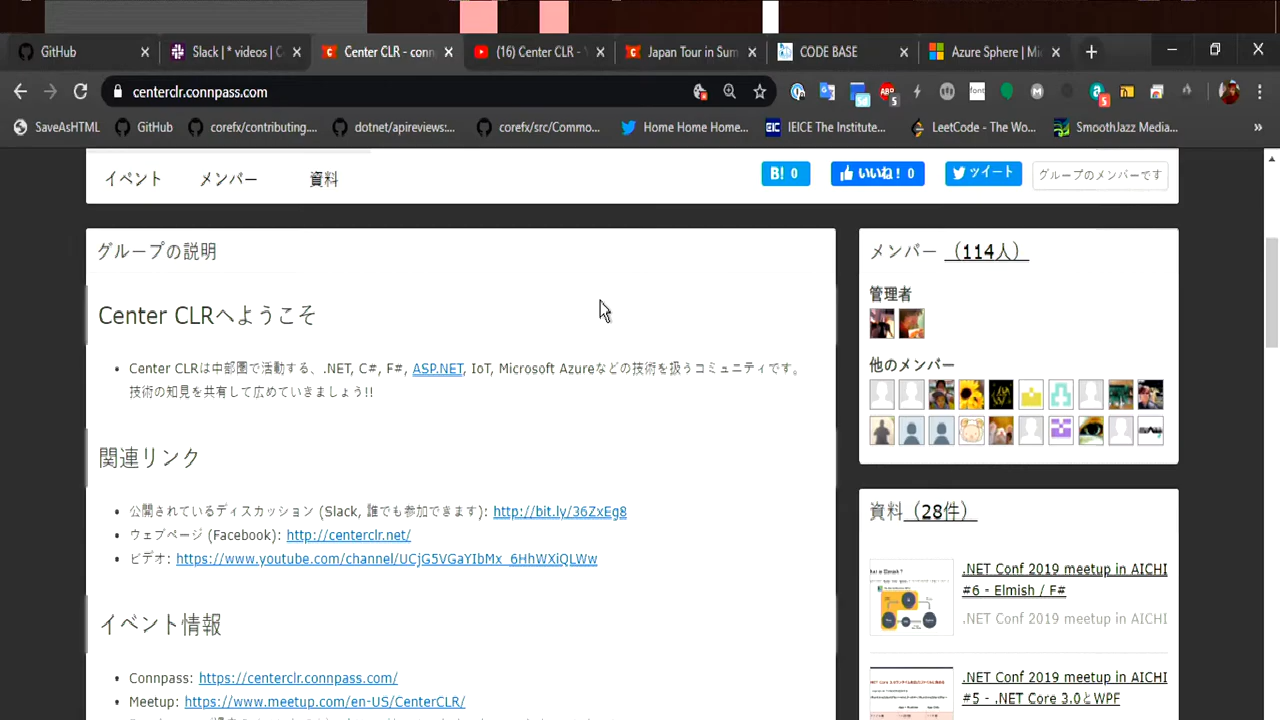 GitHub
Slack | * videos | C
Center CLR - conn
(16) Center CLR -
Japan Tour in Sum
CODE BASE
Azure Sphere | Mi
centerclr.connpass.com
SaveAsHTML
GitHub
corefx/contributing....
dotnet/apireviews:...
corefx/src/Commo...
Home Home Home...
IEICE The Institute...
LeetCode - The Wo...
SmoothJazz Media...
イベント
メンバー
資料
B! 0
いいね! 0
ツイート
グループのメンバーです
グループの説明
Center CLRへようこそ
Center CLRは中部圏で活動する、.NET, C#, F#, ASP.NET, IoT, Microsoft Azureなどの技術を扱うコミュニティです。
技術の知見を共有して広めていきましょう!!
関連リンク
公開されているディスカッション (Slack, 誰でも参加できます): http://bit.ly/36ZxEg8
ウェブページ (Facebook): http://centerclr.net/
ビデオ: https://www.youtube.com/channel/UCjG5VGaYIbMx_6HhWXiQLWw
イベント情報
Connpass: https://centerclr.connpass.com/
Meetup: https://www.meetup.com/en-US/CenterCLR/
メンバー（114人）
管理者
他のメンバー
資料（28件）
.NET Conf 2019 meetup in AICHI
#6 - Elmish / F#
.NET Conf 2019 meetup in AICHI
.NET Conf 2019 meetup in AICHI
#5 - .NET Core 3.0とWPF